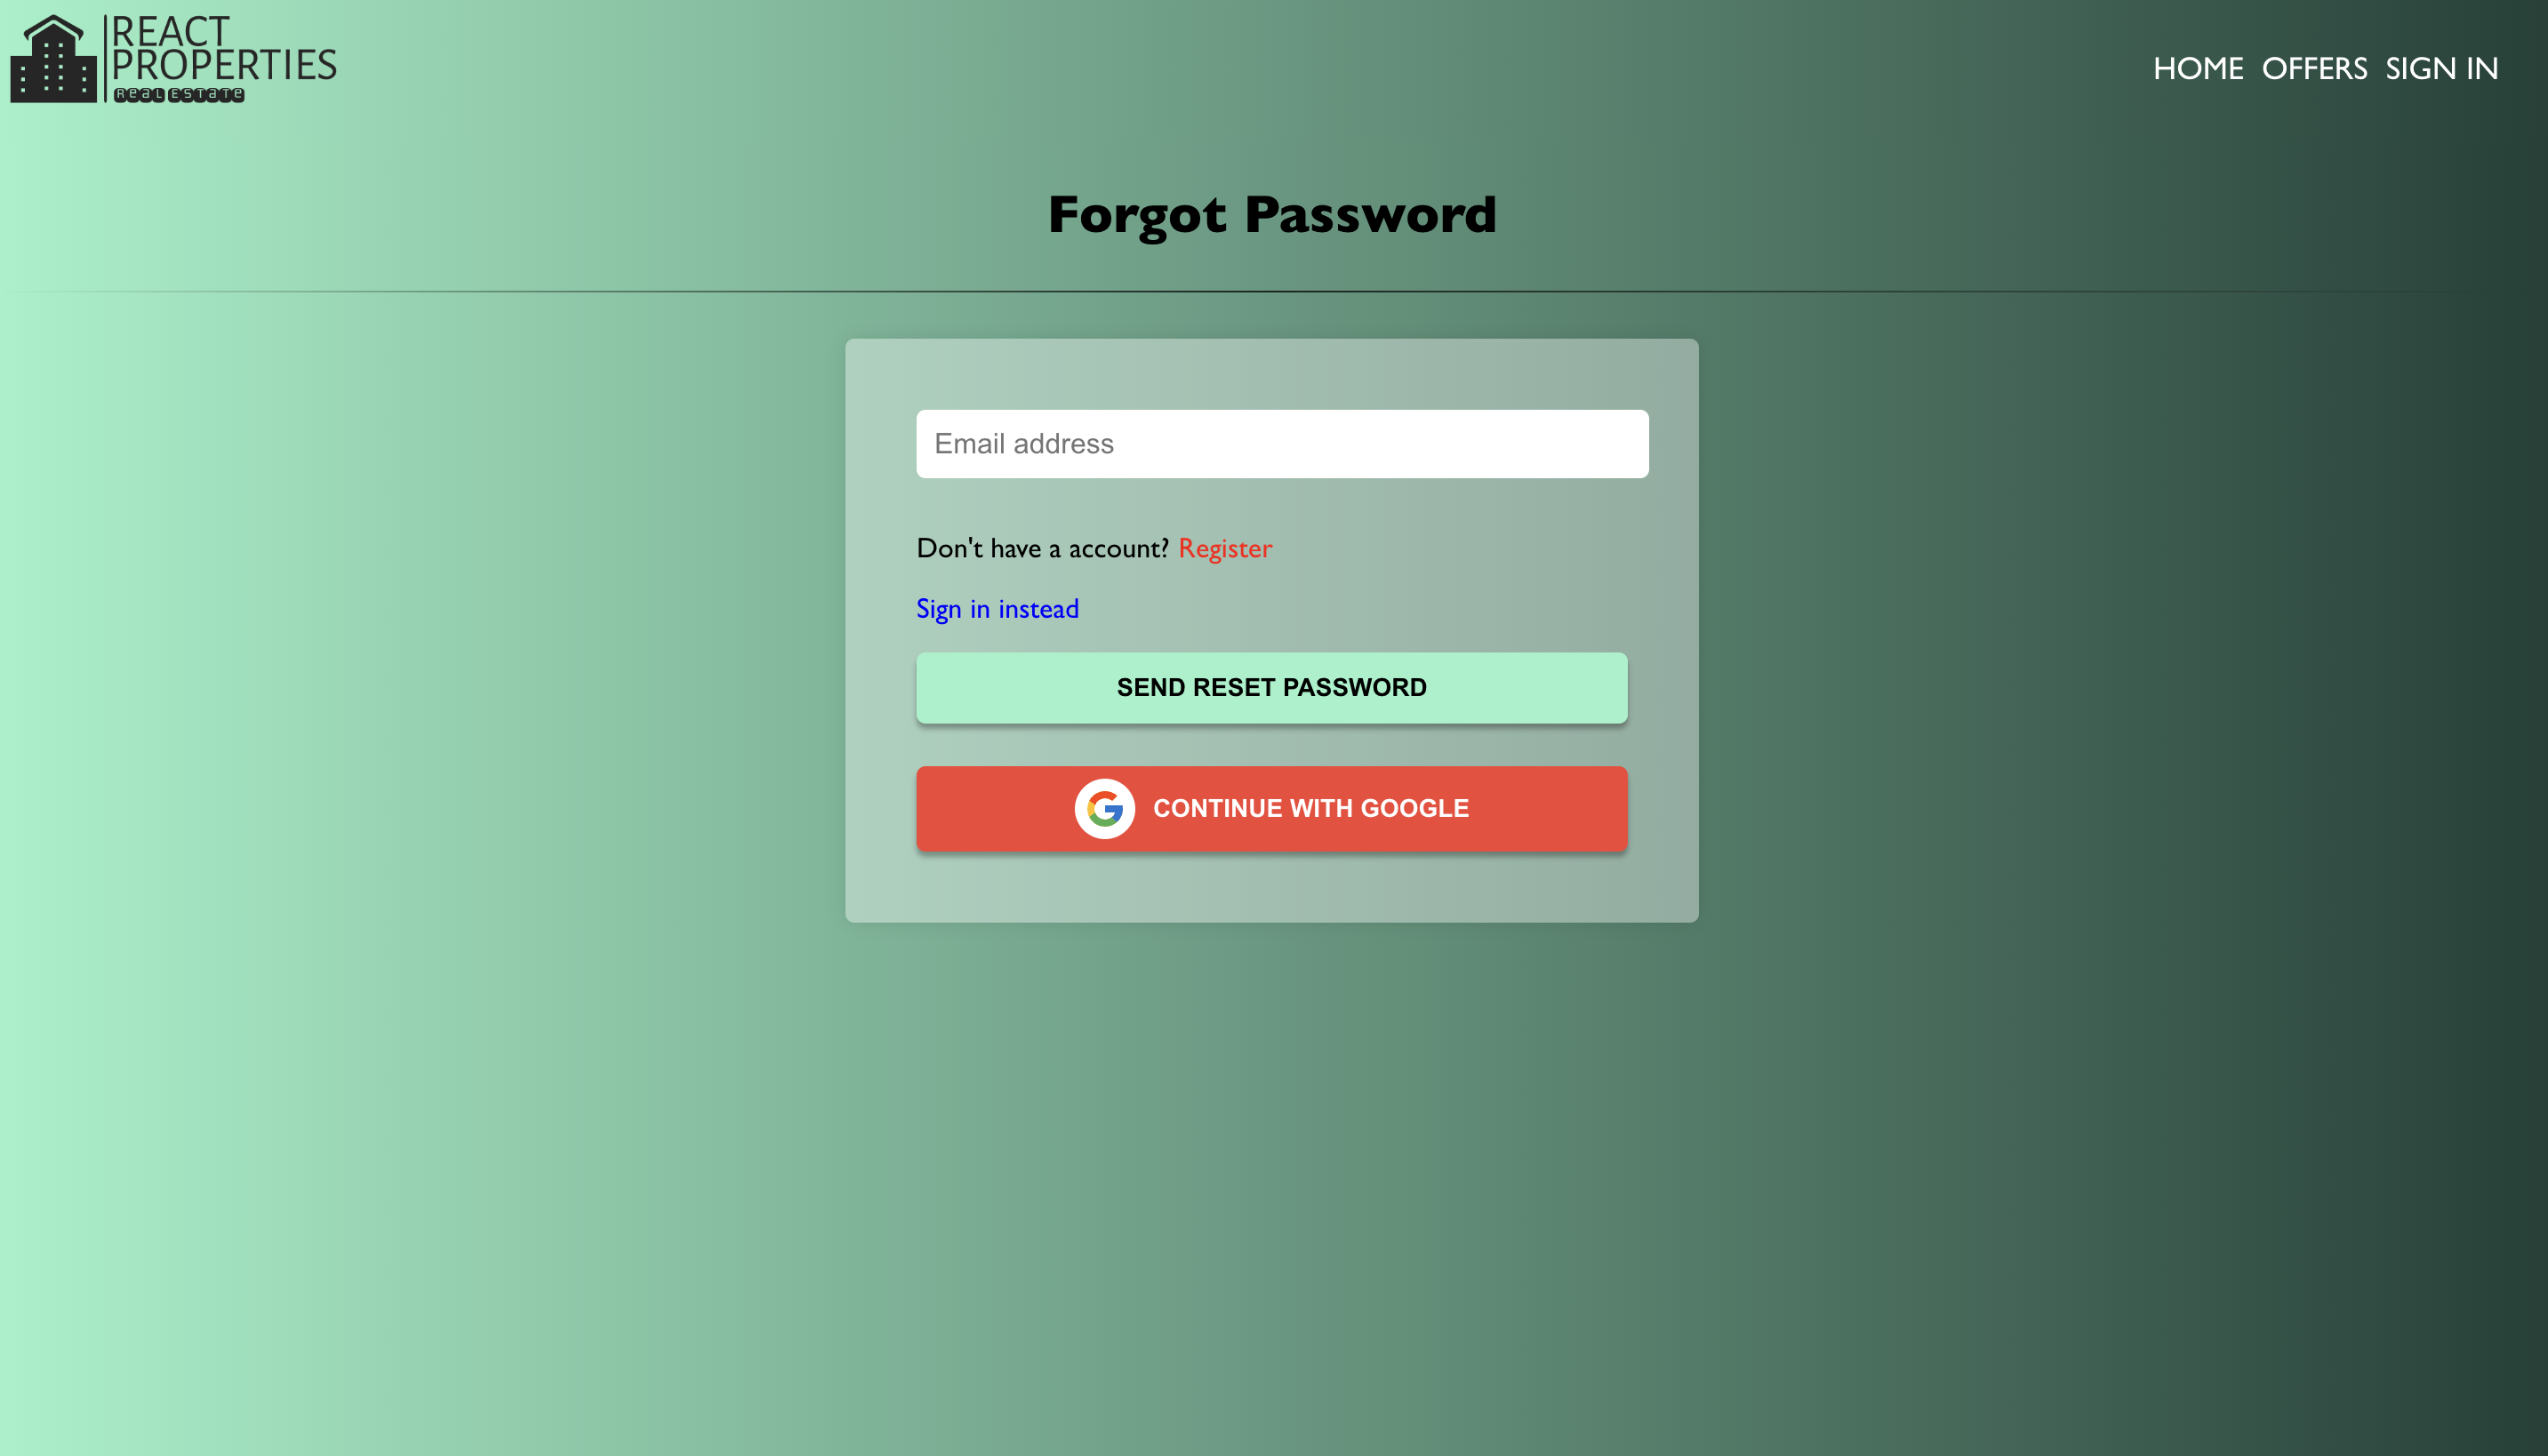 REACT
PROPERTIES
REAL ESTATE
HOME OFFERS SIGN IN
Forgot Password
Email address
Don't have a account? Register
Sign in instead
SEND RESET PASSWORD
CONTINUE WITH GOOGLE